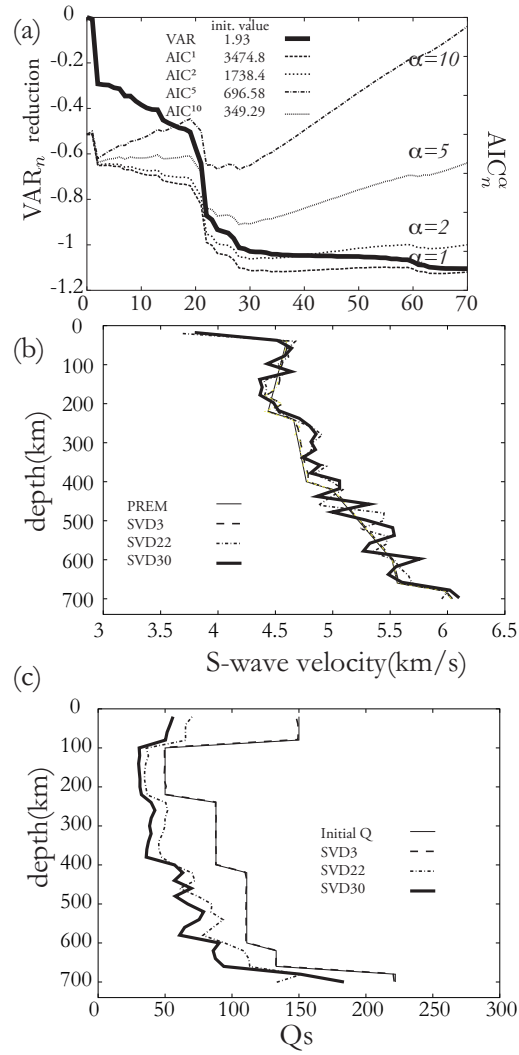 (a)
init. value
VAR 1.93
AIC¹ 3474.8
AIC² 1738.4
AIC⁵ 696.58
AIC¹⁰ 349.29
α=10
α=5
α=2
α=1
VARₙ reduction
AICₙᵅ
-0
-0.2
-0.4
-0.6
-0.8
-1
-1.2
0 10 20 30 40 50 60 70
(b)
depth(km)
0
100
200
300
400
500
600
700
PREM
SVD3
SVD22
SVD30
3 3.5 4 4.5 5 5.5 6 6.5
S-wave velocity(km/s)
(c)
depth(km)
0
100
200
300
400
500
600
700
Initial Q
SVD3
SVD22
SVD30
0 50 100 150 200 250 300
Qs